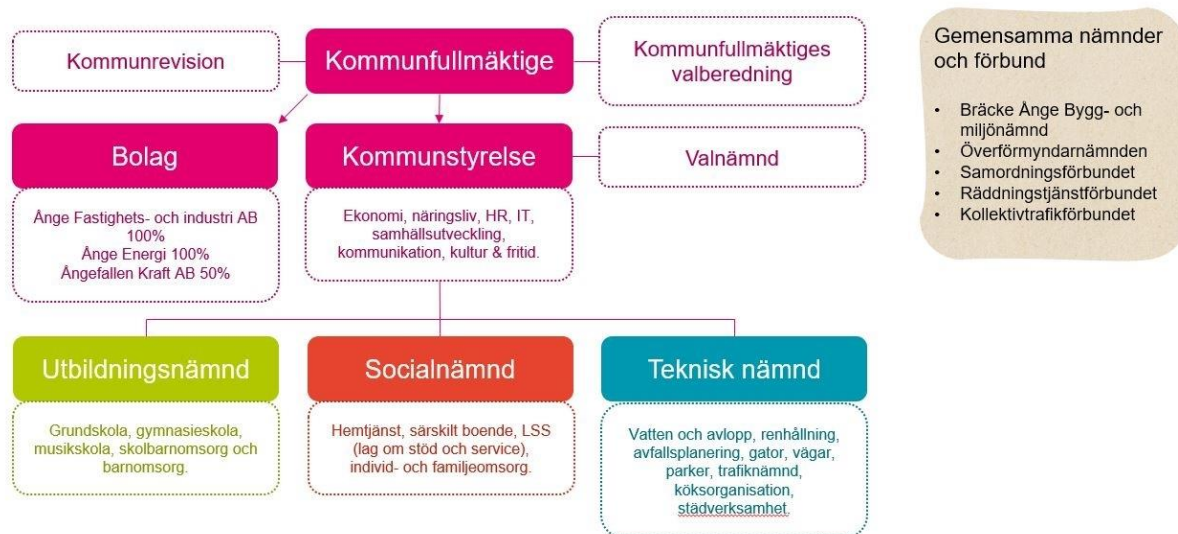 Kommunrevision
Kommunfullmäktige
Kommunfullmäktiges
valberedning
Gemensamma nämnder
och förbund
• Bräcke Ånge Bygg- och
miljönämnd
• Överförmyndarnämnden
• Samordningsförbundet
• Räddningstjänstförbundet
• Kollektivtrafikförbundet
Bolag
Kommunstyrelse
Valnämnd
Ånge Fastighets- och industri AB
100%
Ånge Energi 100%
Ångefallen Kraft AB 50%
Ekonomi, näringsliv, HR, IT,
samhällsutveckling,
kommunikation, kultur & fritid.
Utbildningsnämnd
Socialnämnd
Teknisk nämnd
Grundskola, gymnasieskola,
musikskola, skolbarnomsorg och
barnomsorg.
Hemtjänst, särskilt boende, LSS
(lag om stöd och service),
individ- och familjeomsorg.
Vatten och avlopp, renhållning,
avfallsplanering, gator, vägar,
parker, trafiknämnd,
köksorganisation,
städverksamhet.